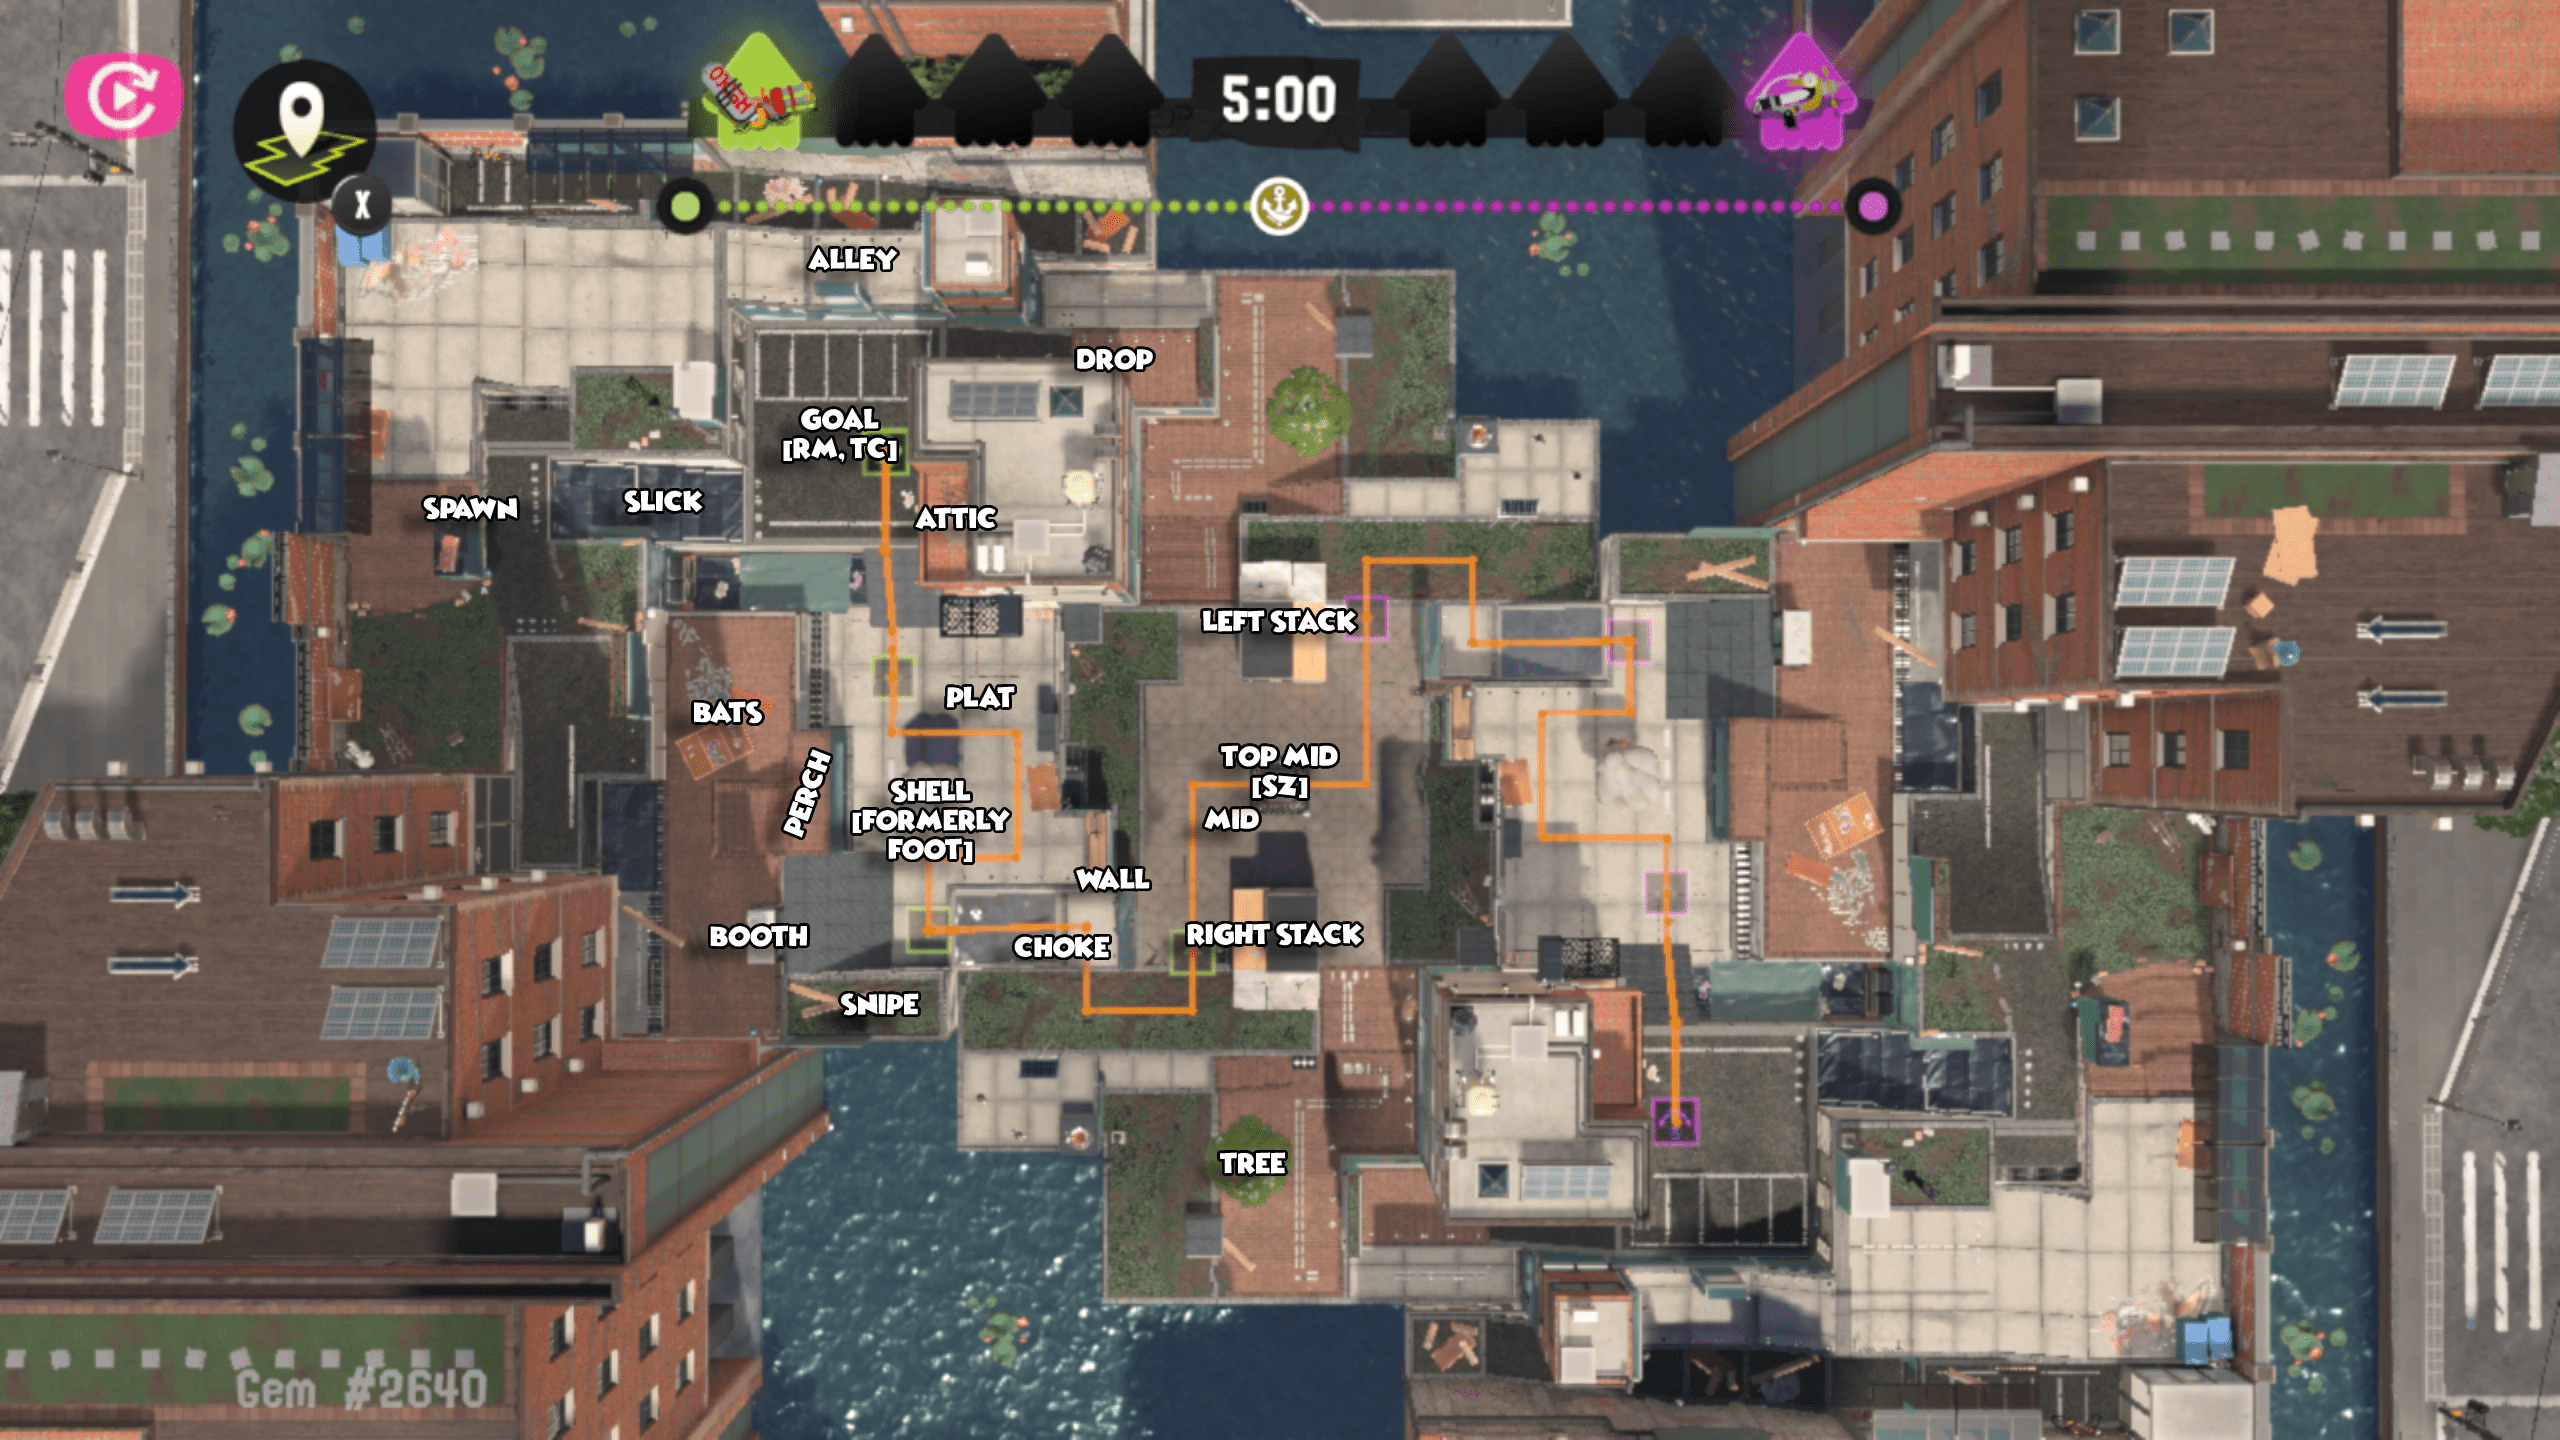 5:00
X
ALLEY
DROP
GOAL
[RM, TC]
SPAWN
SLICK
ATTIC
LEFT STACK
BATS
PLAT
PERCH
TOP MID
[SZ]
SHELL
[FORMERLY
FOOT]
MID
WALL
BOOTH
CHOKE
RIGHT STACK
SNIPE
TREE
Gem #2640